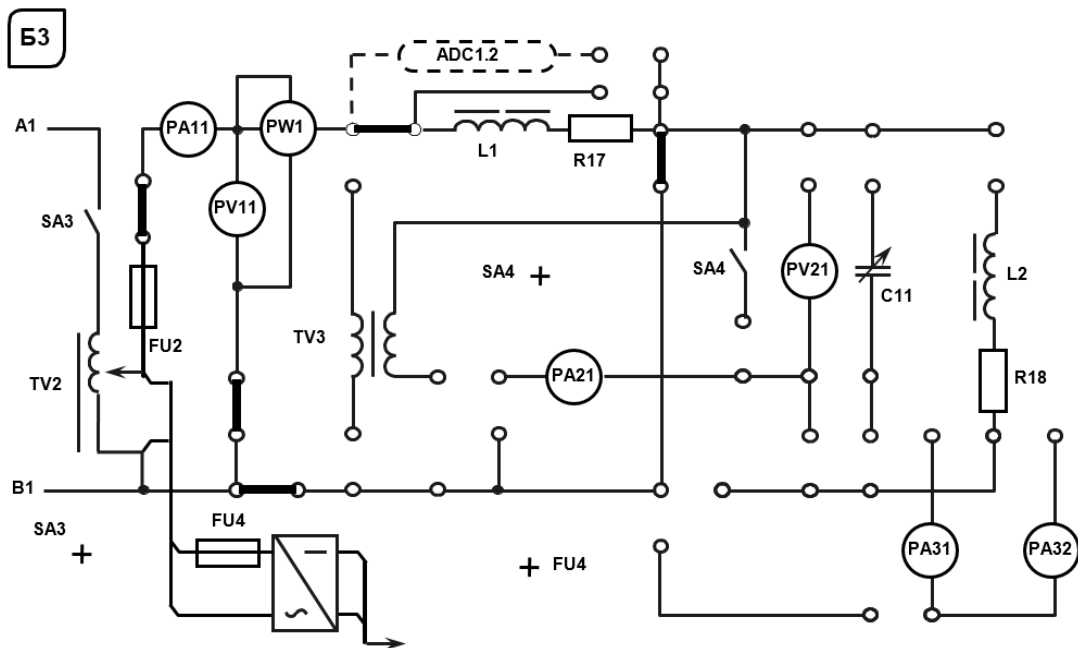 Б3
ADC1.2
A1
PA11
PW1
L1
R17
SA3
PV11
SA4
SA4
PV21
C11
L2
FU2
TV3
TV2
PA21
R18
B1
SA3
FU4
FU4
PA31
PA32